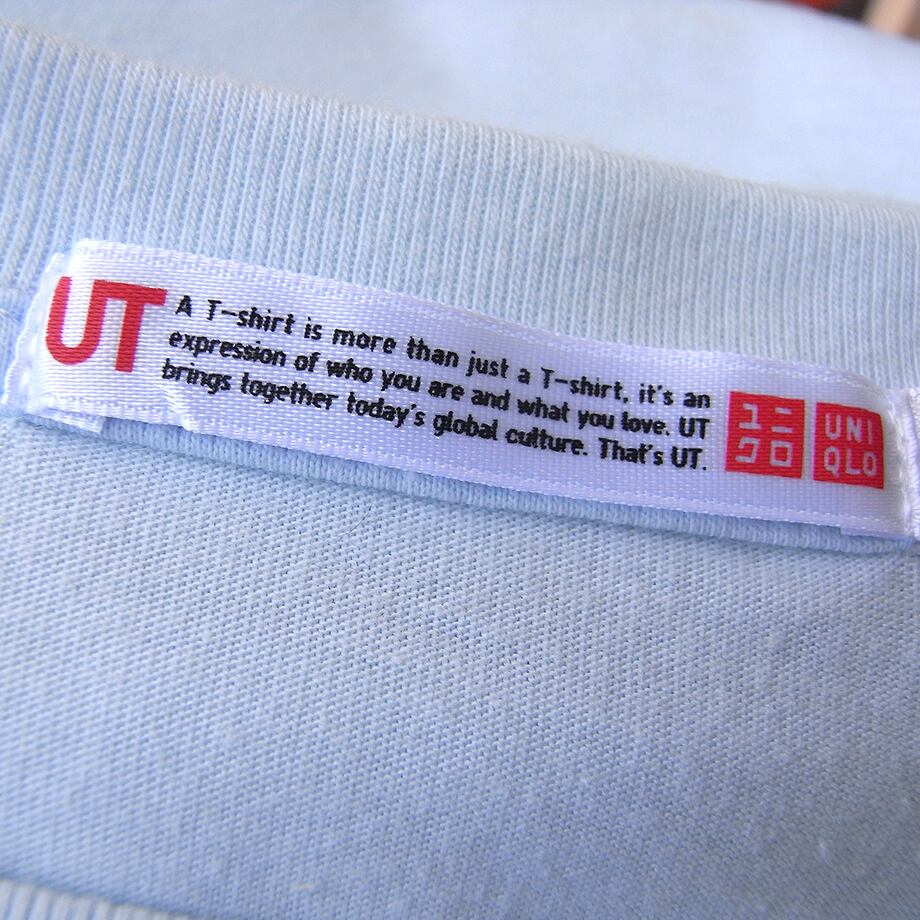 UT
A T-shirt is more than just a T-shirt, it's an
expression of who you are and what you love. UT
brings together today's global culture. That's UT.
ユニ
クロ
UNI
QLO